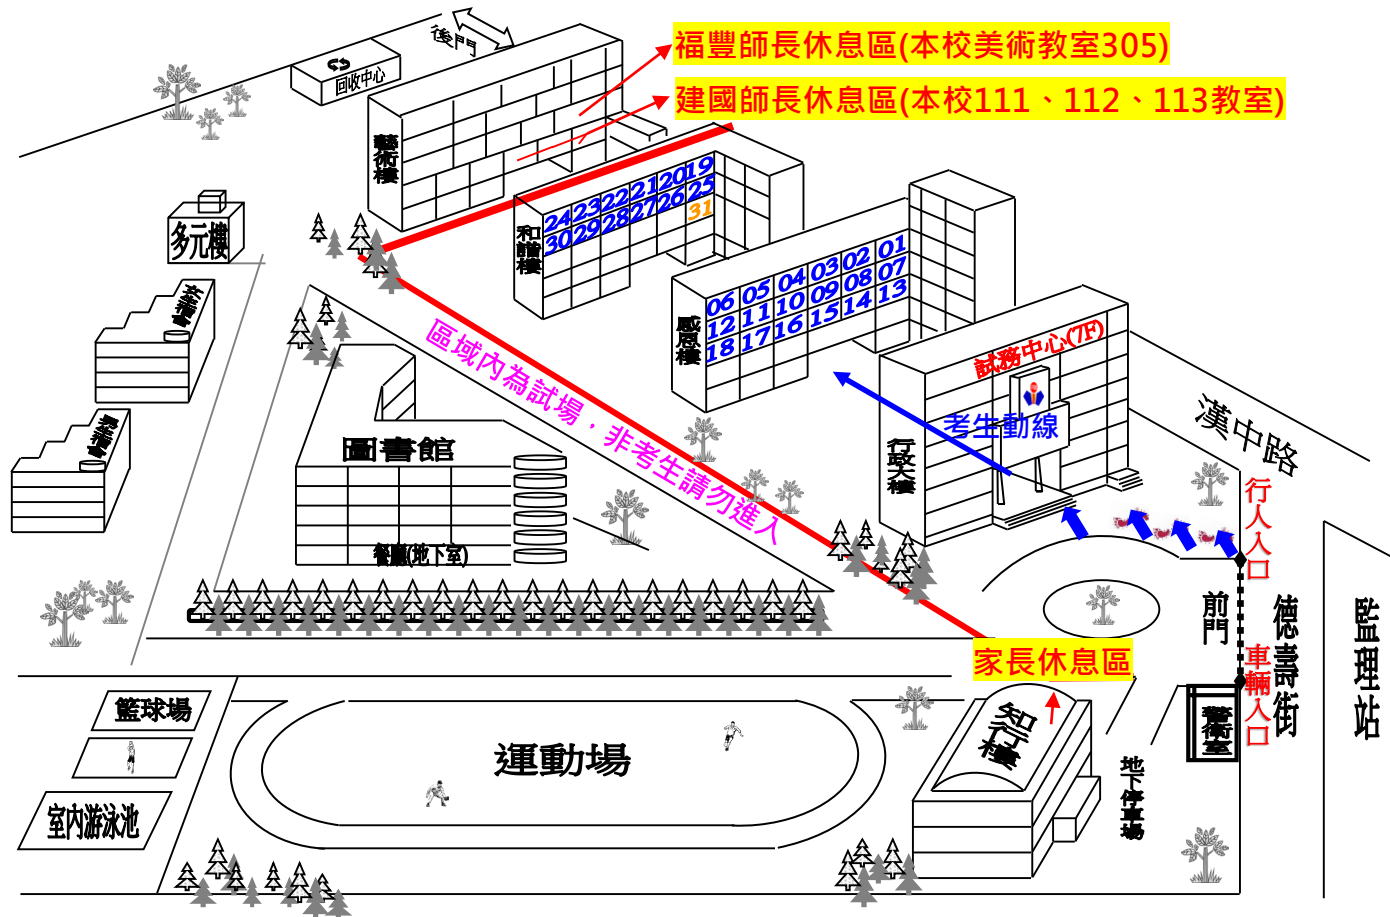 後門
福豐師長休息區(本校美術教室305)
回收中心
建國師長休息區(本校111、112、113教室)
藝術樓
多元樓
和諧樓
24 23 22 21 20 19
30 29 28 27 26 25
31
女生宿舍
男生宿舍
感恩樓
06 05 04 03 02 01
12 11 10 09 08 07
18 17 16 15 14 13
試務中心(7F)
行政大樓
考生動線
漢中路
區域內為試場，非考生請勿進入
圖書館
餐廳(地下室)
行人入口
前門
德壽街
監理站
車輛入口
警衛室
家長休息區
知行樓
地下停車場
籃球場
運動場
室內游泳池